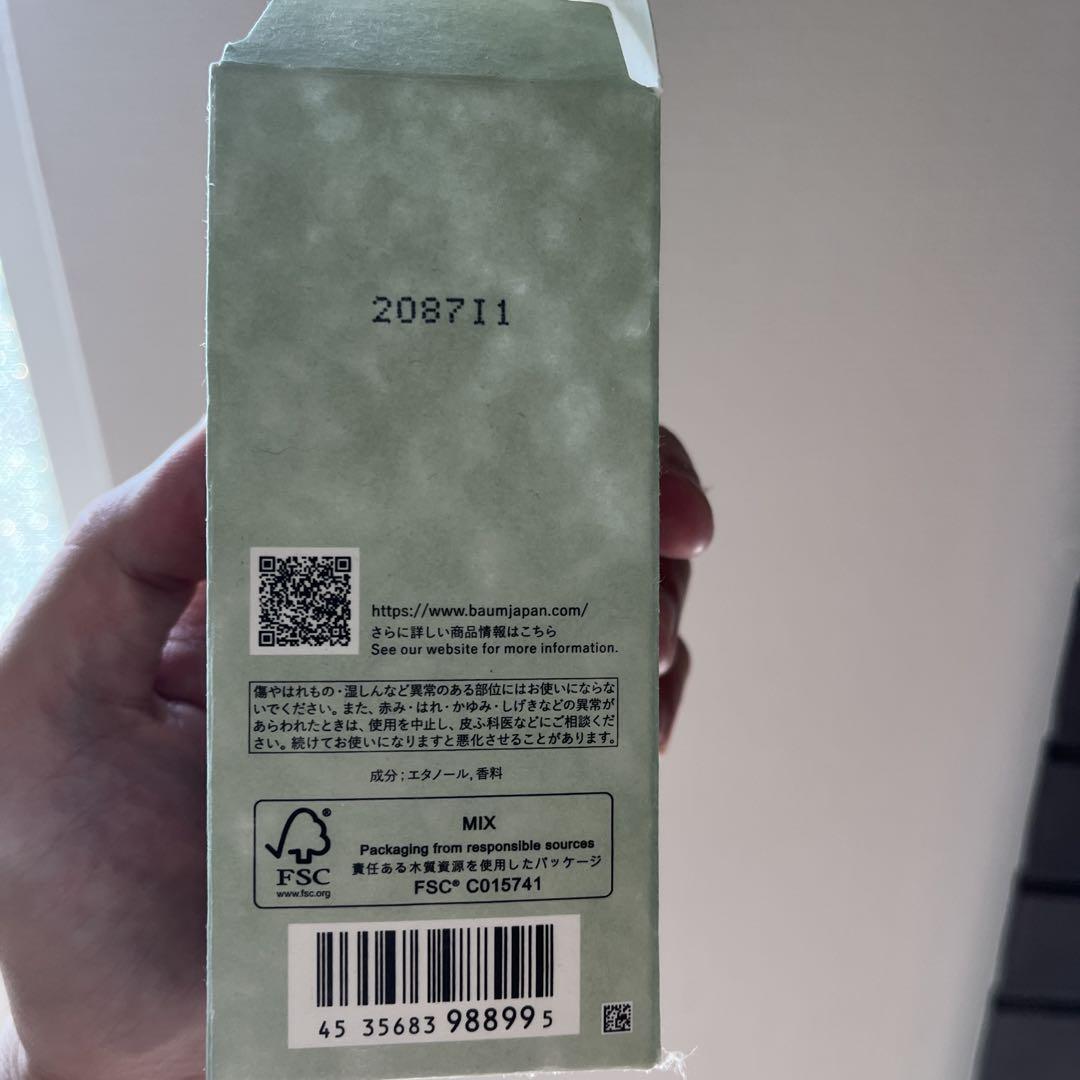 2087I1
https://www.baumjapan.com/
さらに詳しい商品情報はこちら
See our website for more information.
傷やはれもの・湿しんなど異常のある部位にはお使いにならな
いでください。また、赤み・はれ・かゆみ・しげきなどの異常が
あらわれたときは、使用を中止し、皮ふ科医などにご相談くだ
さい。続けてお使いになりますと悪化させることがあります。
成分;エタノール,香料
MIX
Packaging from responsible sources
責任ある木質資源を使用したパッケージ
FSC® C015741
®
FSC
www.fsc.org
45 35683 98899 5